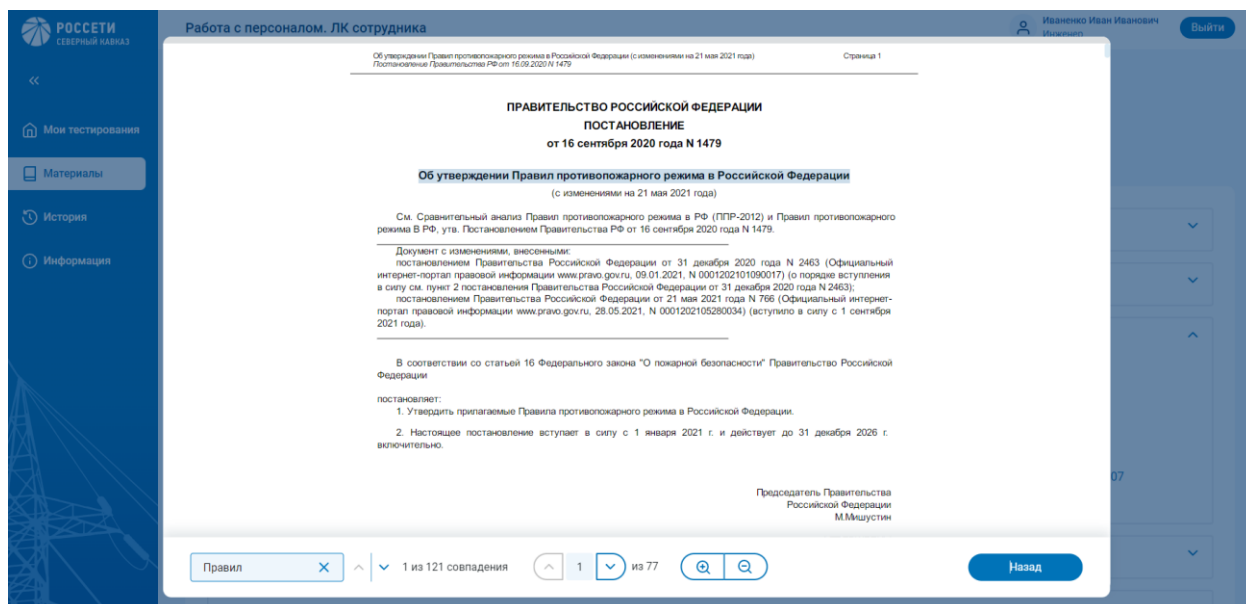 РОССЕТИ
СЕВЕРНЫЙ КАВКАЗ
Работа с персоналом. ЛК сотрудника
Иваненко Иван Иванович
Инженер
Выйти
Мои тестирования
Материалы
История
Информация
Об утверждении Правил противопожарного режима в Российской Федерации (с изменениями на 21 мая 2021 года)
Страница 1
Постановление Правительства РФ от 16.09.2020 N 1479
ПРАВИТЕЛЬСТВО РОССИЙСКОЙ ФЕДЕРАЦИИ
ПОСТАНОВЛЕНИЕ
от 16 сентября 2020 года N 1479
Об утверждении Правил противопожарного режима в Российской Федерации
(с изменениями на 21 мая 2021 года)
См. Сравнительный анализ Правил противопожарного режима в РФ (ППР-2012) и Правил противопожарного
режима В РФ, утв. Постановлением Правительства РФ от 16 сентября 2020 года N 1479.
Документ с изменениями, внесенными:
постановлением Правительства Российской Федерации от 31 декабря 2020 года N 2463 (Официальный
интернет-портал правовой информации www.pravo.gov.ru, 09.01.2021, N 0001202101090017) (о порядке вступления
в силу см. пункт 2 постановления Правительства Российской Федерации от 31 декабря 2020 года N 2463);
постановлением Правительства Российской Федерации от 21 мая 2021 года N 766 (Официальный интернет-
портал правовой информации www.pravo.gov.ru, 28.05.2021, N 0001202105280034) (вступило в силу с 1 сентября
2021 года).
В соответствии со статьей 16 Федерального закона "О пожарной безопасности" Правительство Российской
Федерации
постановляет:
1. Утвердить прилагаемые Правила противопожарного режима в Российской Федерации.
2. Настоящее постановление вступает в силу с 1 января 2021 г. и действует до 31 декабря 2026 г.
включительно.
07
Председатель Правительства
Российской Федерации
М.Мишустин
Правил
1 из 121 совпадения
1
из 77
Назад